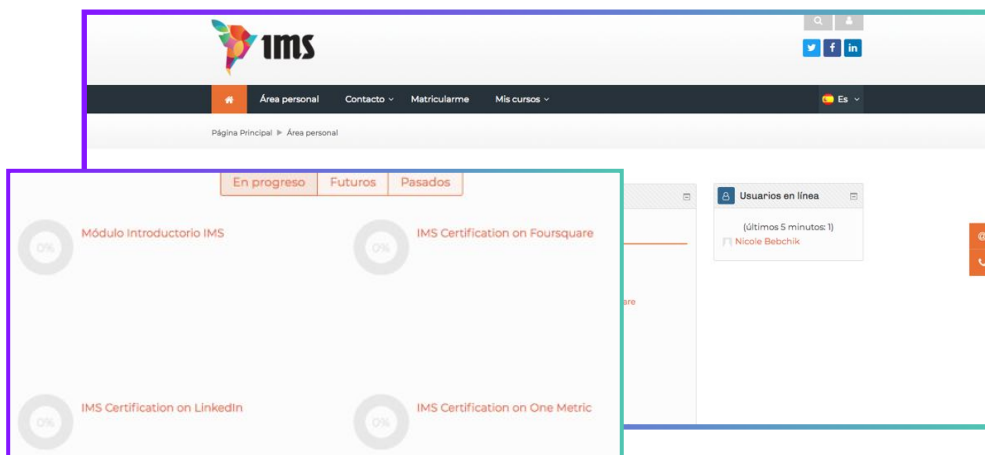 ims
in
Área personal
Contacto
Matricularme
Mis cursos
Es
Página Principal ▶ Área personal
En progreso
Futuros
Pasados
0%
Módulo Introductorio IMS
0%
IMS Certification on Foursquare
0%
IMS Certification on LinkedIn
0%
IMS Certification on One Metric
are
Usuarios en línea
(últimos 5 minutos: 1)
Nicole Bebchik